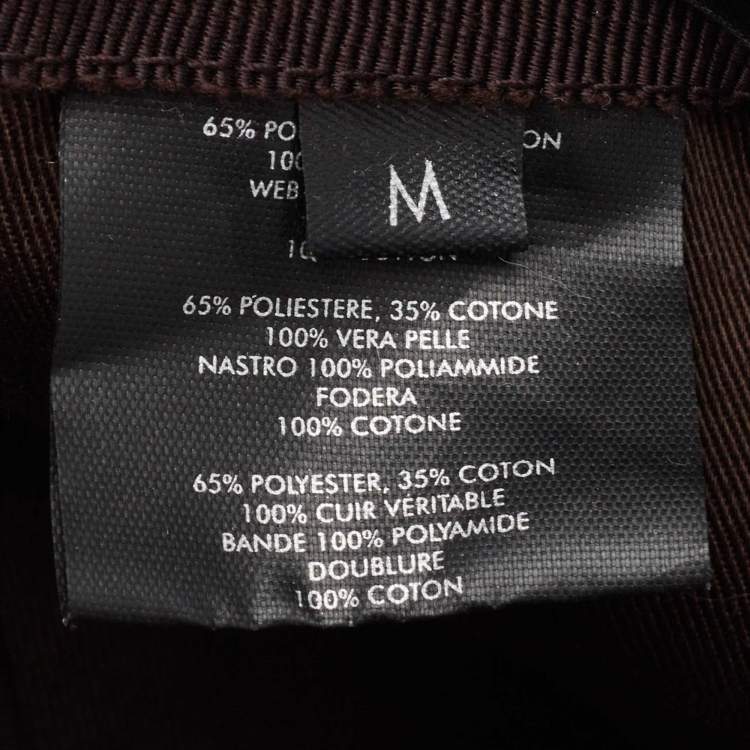 65% PO ON
100
WEB
M
COTTON
65% POLIESTERE, 35% COTONE
100% VERA PELLE
NASTRO 100% POLIAMMIDE
FODERA
100% COTONE
65% POLYESTER, 35% COTON
100% CUIR VÉRITABLE
BANDE 100% POLYAMIDE
DOUBLURE
100% COTON